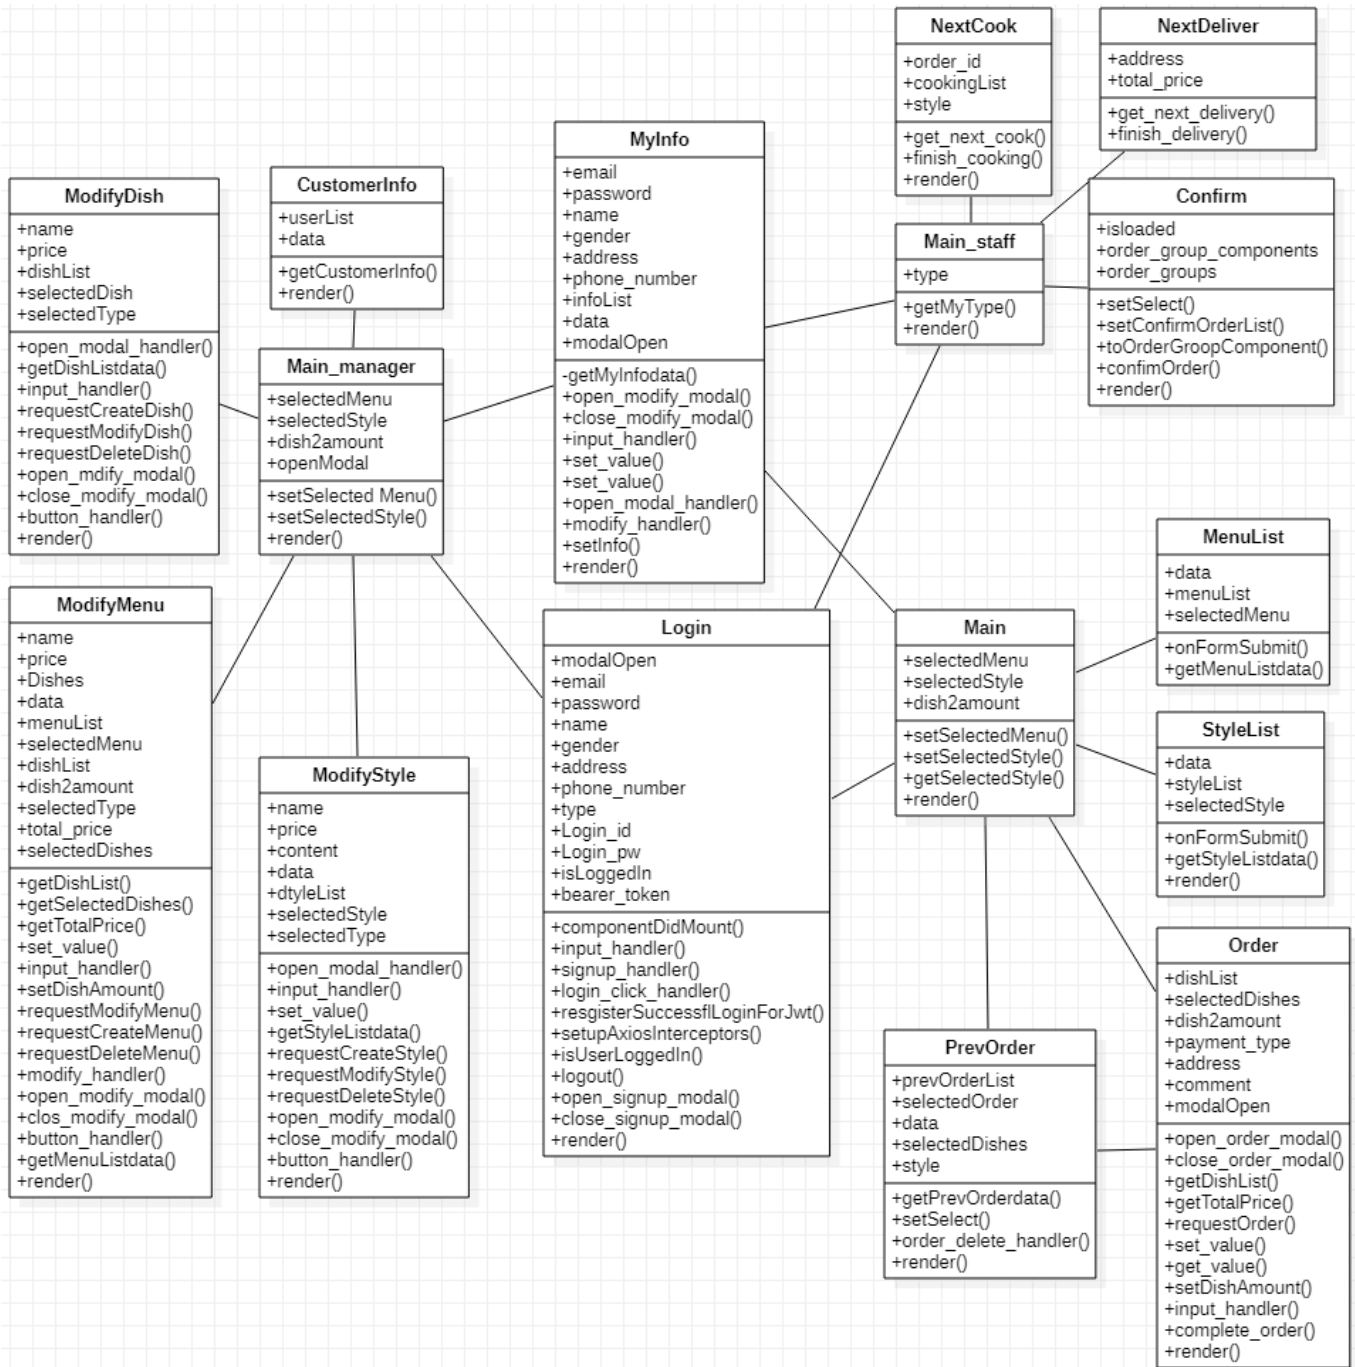 NextCook
+order_id
+cookingList
+style
+get_next_cook()
+finish_cooking()
+render()
NextDeliver
+address
+total_price
+get_next_delivery()
+finish_delivery()
MyInfo
+email
+password
+name
+gender
+address
+phone_number
+infoList
+data
+modalOpen
-getMyInfodata()
+open_modify_modal()
+close_modify_modal()
+input_handler()
+set_value()
+set_value()
+open_modal_handler()
+modify_handler()
+setInfo()
+render()
CustomerInfo
+userList
+data
+getCustomerInfo()
+render()
ModifyDish
+name
+price
+dishList
+selectedDish
+selectedType
+open_modal_handler()
+getDishListdata()
+input_handler()
+requestCreateDish()
+requestModifyDish()
+requestDeleteDish()
+open_mdify_modal()
+close_modify_modal()
+button_handler()
+render()
Main_staff
+type
+getMyType()
+render()
Confirm
+isloaded
+order_group_components
+order_groups
+setSelect()
+setConfirmOrderList()
+toOrderGroopComponent()
+confimOrder()
+render()
Main_manager
+selectedMenu
+selectedStyle
+dish2amount
+openModal
+setSelected Menu()
+setSelectedStyle()
+render()
MenuList
+data
+menuList
+selectedMenu
+onFormSubmit()
+getMenuListdata()
ModifyMenu
+name
+price
+Dishes
+data
+menuList
+selectedMenu
+dishList
+dish2amount
+selectedType
+total_price
+selectedDishes
+getDishList()
+getSelectedDishes()
+getTotalPrice()
+set_value()
+input_handler()
+setDishAmount()
+requestModifyMenu()
+requestCreateMenu()
+requestDeleteMenu()
+modify_handler()
+open_modify_modal()
+clos_modify_modal()
+button_handler()
+getMenuListdata()
+render()
Login
+modalOpen
+email
+password
+name
+gender
+address
+phone_number
+type
+Login_id
+Login_pw
+isLoggedIn
+bearer_token
+componentDidMount()
+input_handler()
+signup_handler()
+login_click_handler()
+resgisterSuccessflLoginForJwt()
+setupAxiosInterceptors()
+isUserLoggedIn()
+logout()
+open_signup_modal()
+close_signup_modal()
+render()
Main
+selectedMenu
+selectedStyle
+dish2amount
+setSelectedMenu()
+setSelectedStyle()
+getSelectedStyle()
+render()
StyleList
+data
+styleList
+selectedStyle
+onFormSubmit()
+getStyleListdata()
+render()
ModifyStyle
+name
+price
+content
+data
+dtyleList
+selectedStyle
+selectedType
+open_modal_handler()
+input_handler()
+set_value()
+getStyleListdata()
+requestCreateStyle()
+requestModifyStyle()
+requestDeleteStyle()
+open_modify_modal()
+close_modify_modal()
+button_handler()
+render()
Order
+dishList
+selectedDishes
+dish2amount
+payment_type
+address
+comment
+modalOpen
+open_order_modal()
+close_order_modal()
+getDishList()
+getTotalPrice()
+requestOrder()
+set_value()
+get_value()
+setDishAmount()
+input_handler()
+complete_order()
+render()
PrevOrder
+prevOrderList
+selectedOrder
+data
+selectedDishes
+style
+getPrevOrderdata()
+setSelect()
+order_delete_handler()
+render()